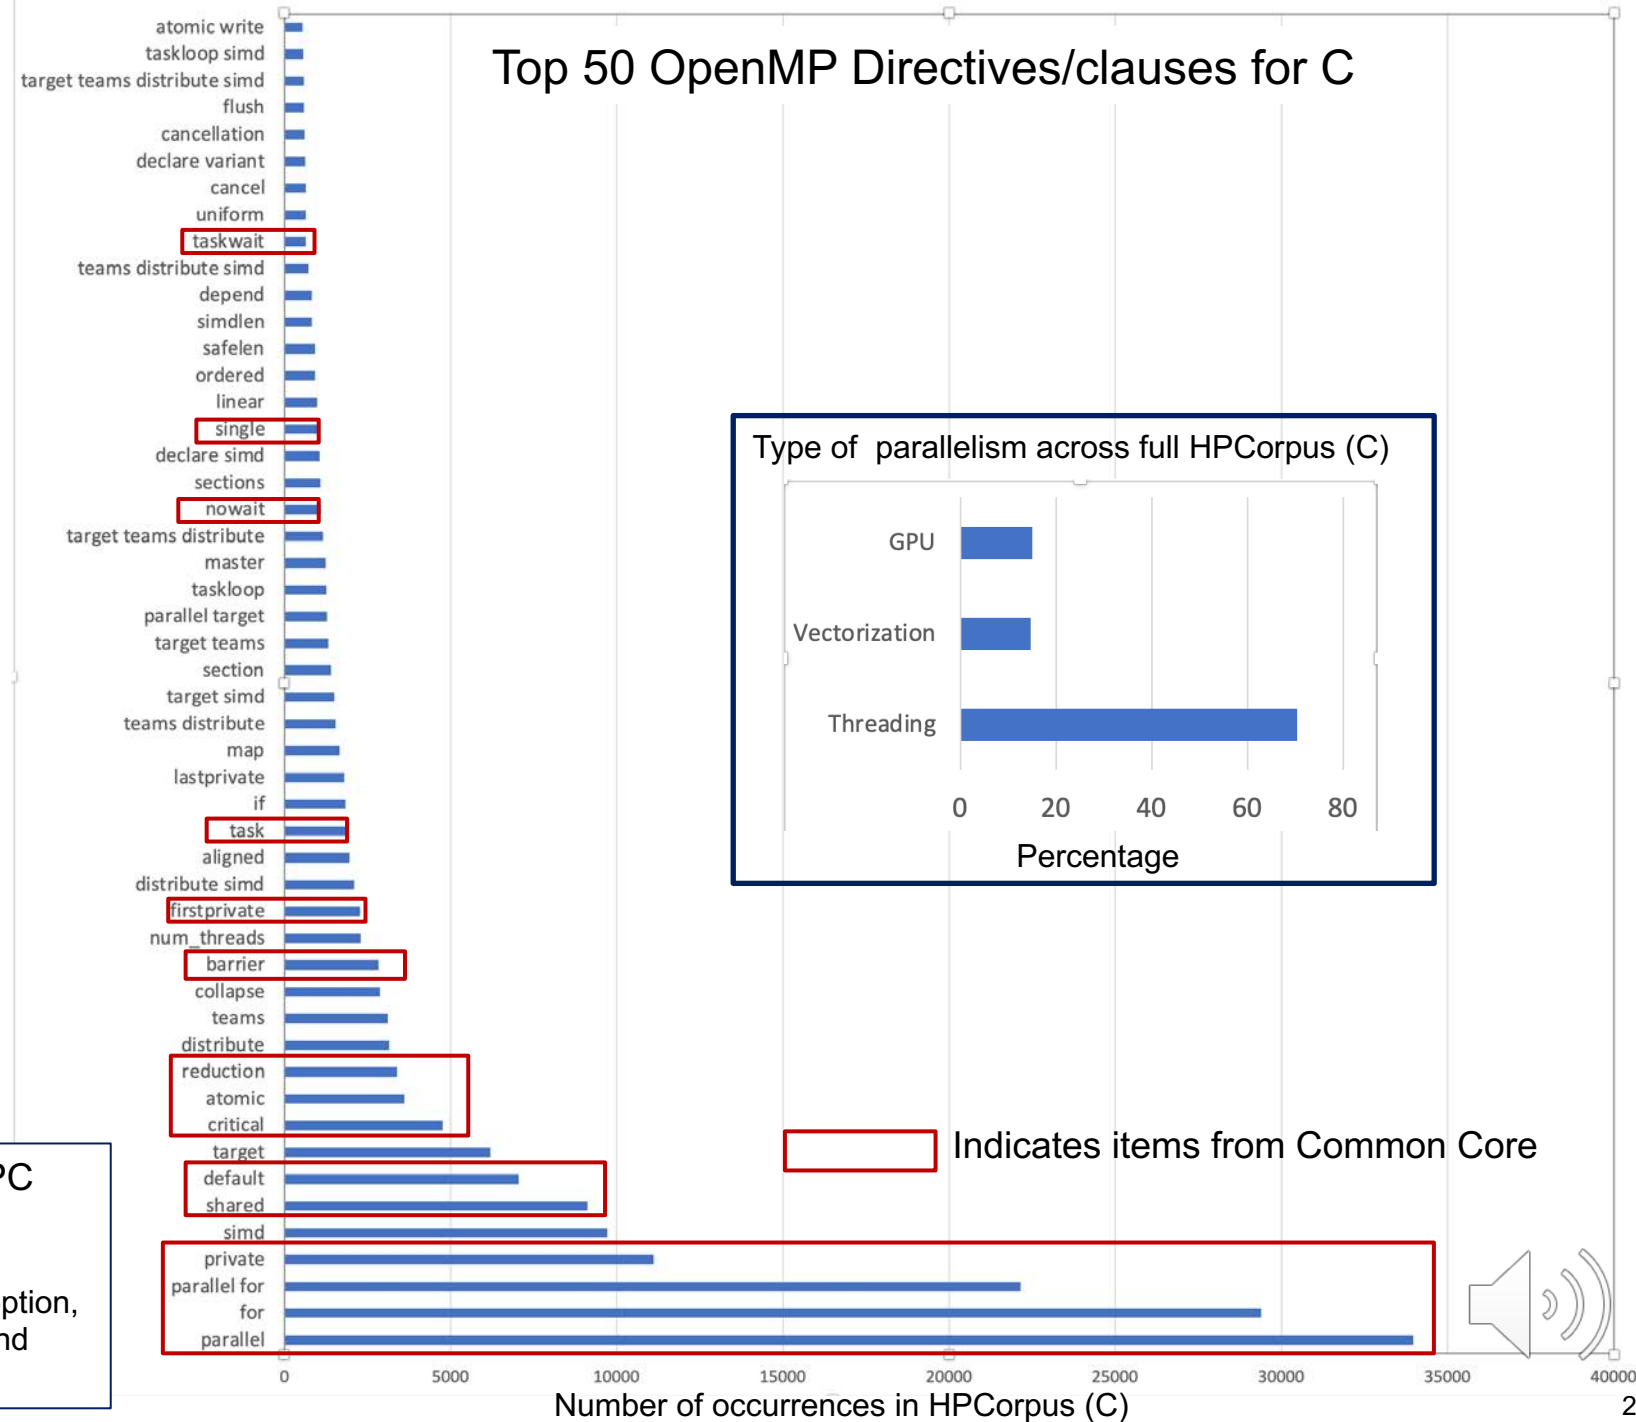 Top 50 OpenMP Directives/clauses for C
atomic write
taskloop simd
target teams distribute simd
flush
cancellation
declare variant
cancel
uniform
taskwait
teams distribute simd
depend
simdlen
safelen
ordered
linear
single
declare simd
sections
nowait
target teams distribute
master
taskloop
parallel target
target teams
section
target simd
teams distribute
map
lastprivate
if
task
aligned
distribute simd
firstprivate
num_threads
barrier
collapse
teams
distribute
reduction
atomic
critical
target
default
shared
simd
private
parallel for
for
parallel
0 5000 10000 15000 20000 25000 30000 35000 40000
Number of occurrences in HPCorpus (C)
Type of parallelism across full HPCorpus (C)
GPU
Vectorization
Threading
0 20 40 60 80
Percentage
Indicates items from Common Core
PC
ption,
nd
2